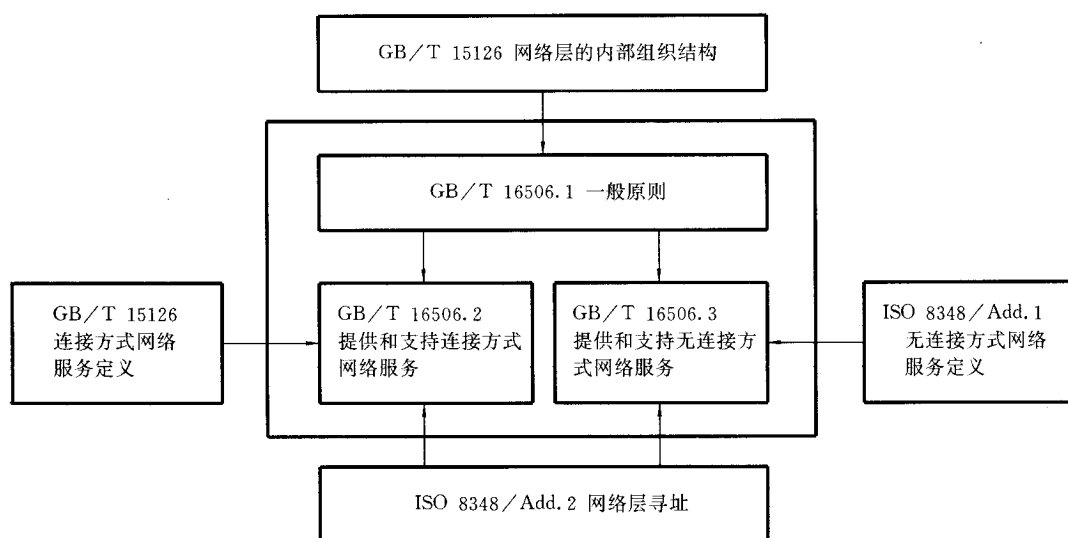 GB/T 15126 网络层的内部组织结构
GB/T 16506.1 一般原则
GB/T 15126
连接方式网络
服务定义
GB/T 16506.2
提供和支持连接方式
网络服务
GB/T 16506.3
提供和支持无连接方
式网络服务
ISO 8348/Add.1
无连接方式网络
服务定义
ISO 8348/Add.2 网络层寻址